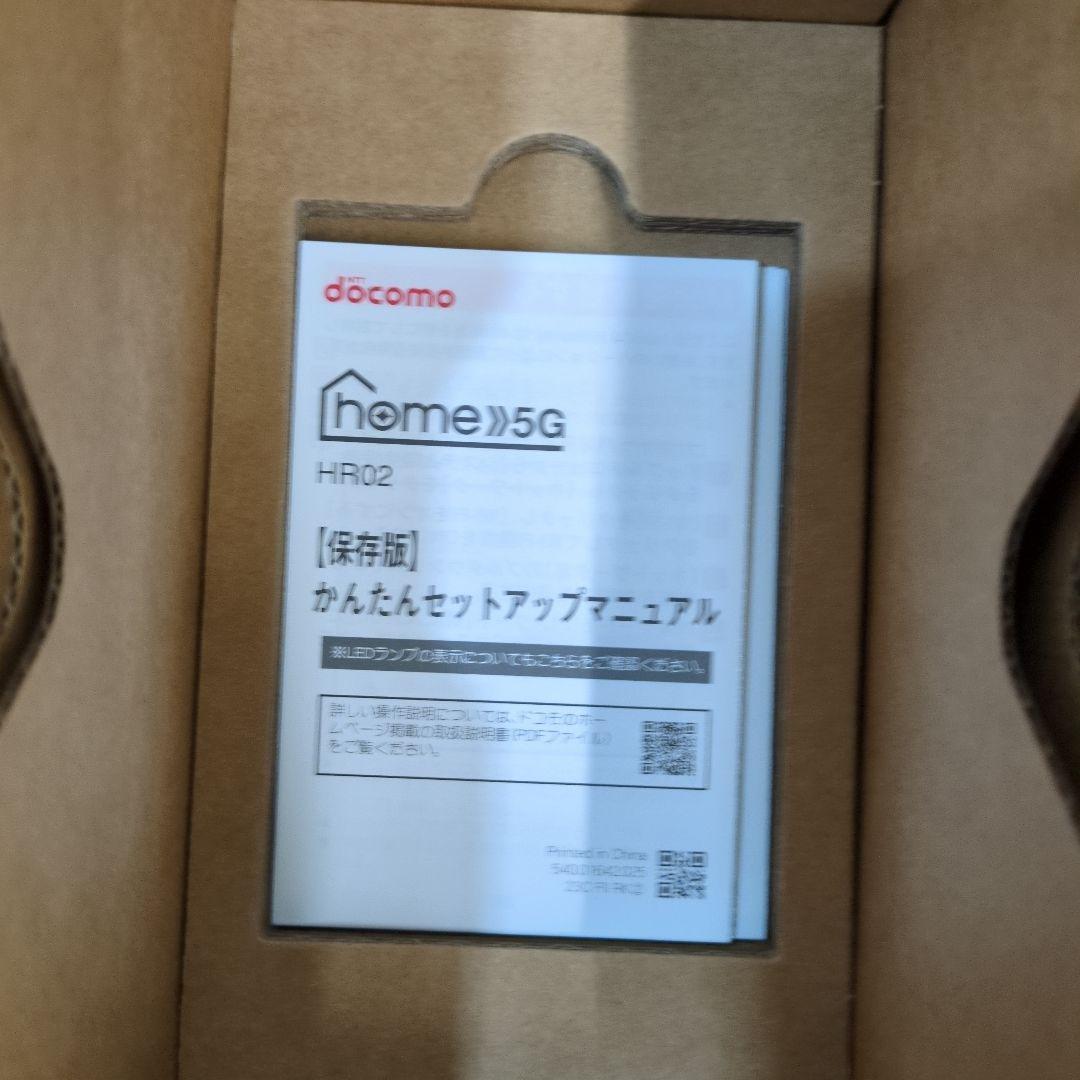 NTT
docomo
home 5G
HR02
【保存版】
かんたんセットアップマニュアル
※LEDランプの表示についてもこちらをご確認ください。
詳しい操作説明については、ドコモのホー
ムページ掲載の取扱説明書（PDFファイル）
をご覧ください。
Printed in China